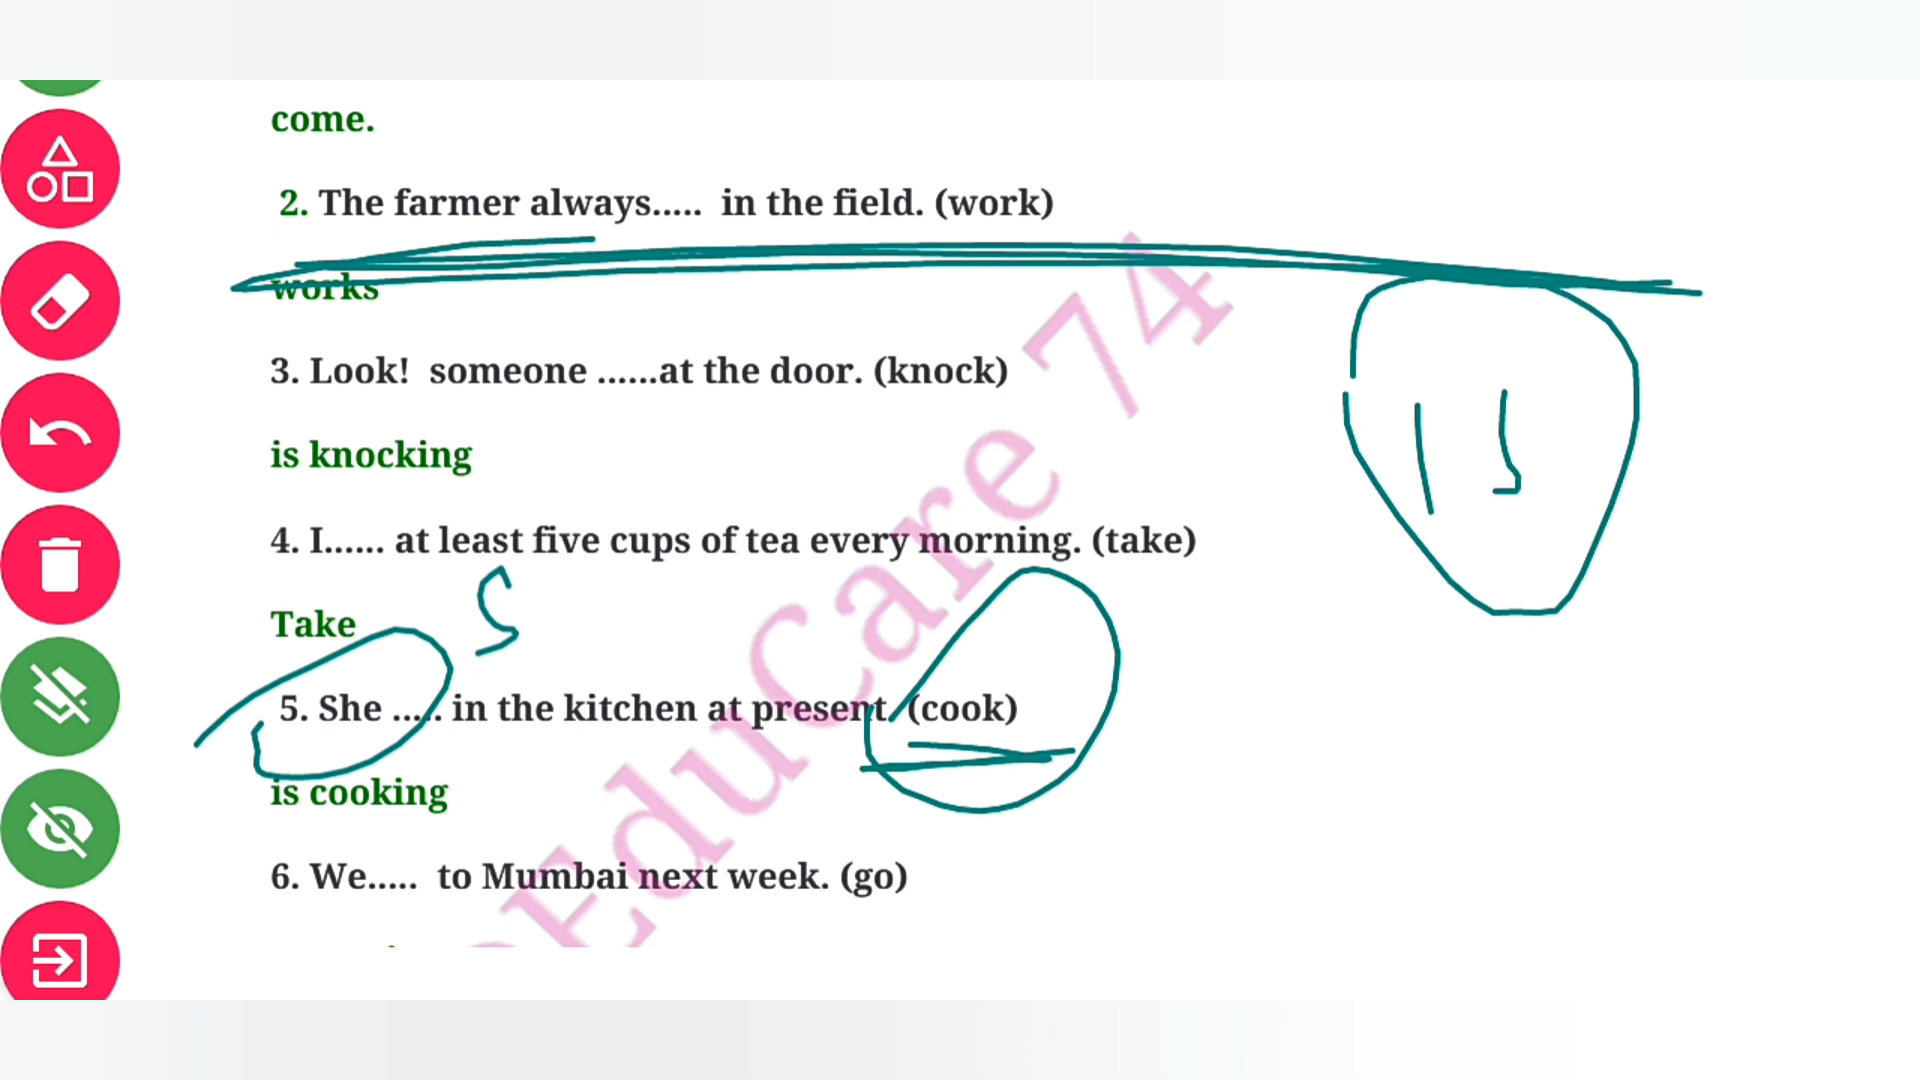 come.
2. The farmer always..... in the field. (work)
works
3. Look! someone ......at the door. (knock)
is knocking
4. I...... at least five cups of tea every morning. (take)
Take
S
5. She ..... in the kitchen at present. (cook)
is cooking
6. We..... to Mumbai next week. (go)
EduCare 74
IS